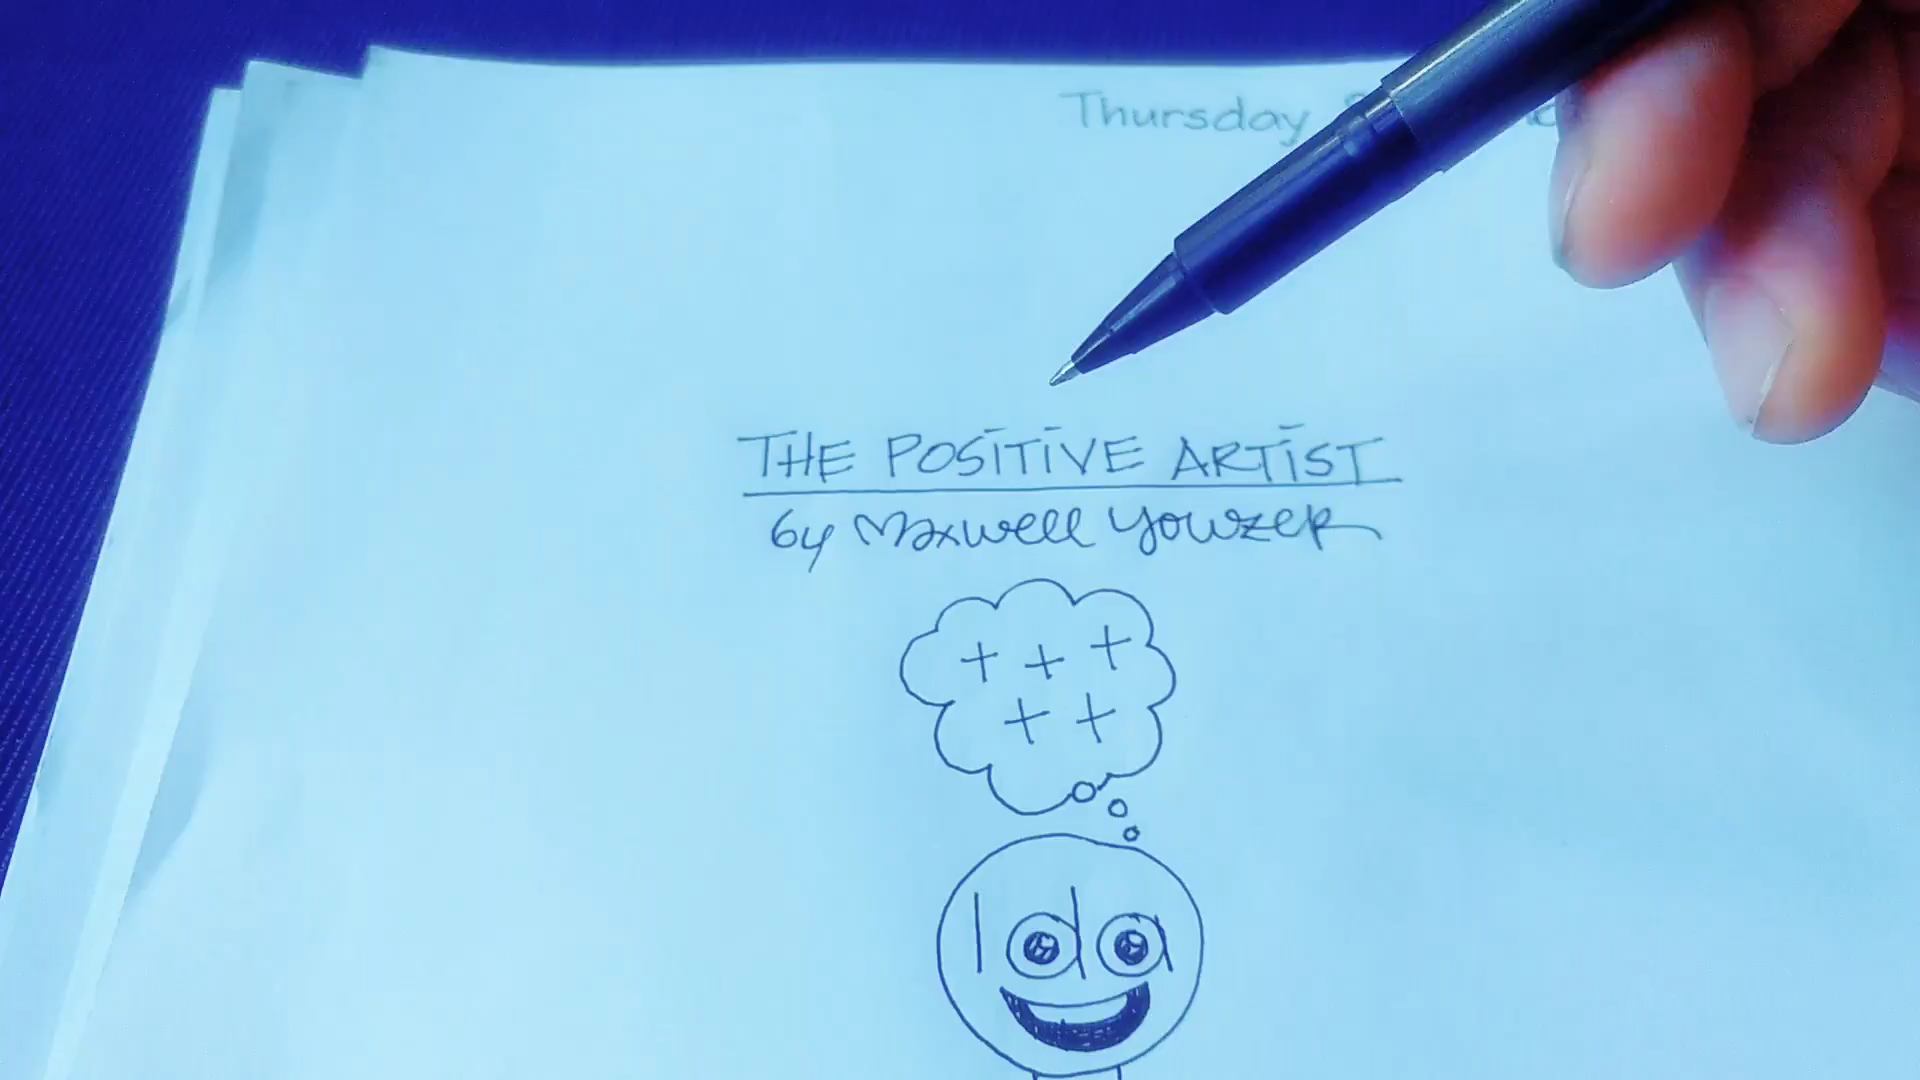 Thursday
THE POSITIVE ARTIST
by Maxwell Yowzer
+ + +
+ +
Ida